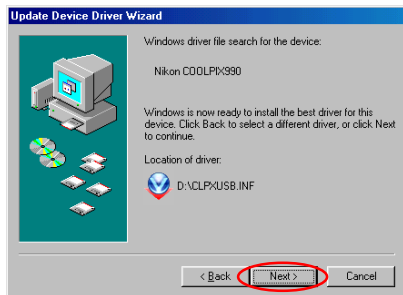 Update Device Driver Wizard
Windows driver file search for the device:
Nikon COOLPIX990
Windows is now ready to install the best driver for this
device. Click Back to select a different driver, or click Next
to continue.
Location of driver:
D:\CLPXUSB.INF
< Back
Next >
Cancel